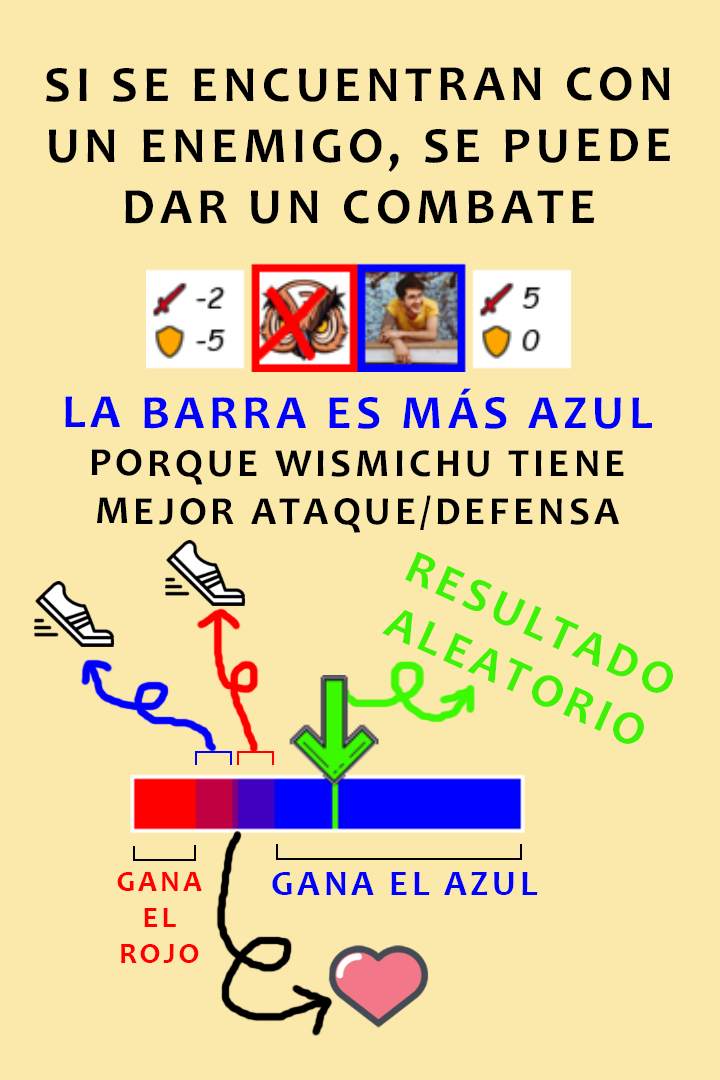 SI SE ENCUENTRAN CON
UN ENEMIGO, SE PUEDE
DAR UN COMBATE
-2
-5
5
0
LA BARRA ES MÁS AZUL
PORQUE WISMICHU TIENE
MEJOR ATAQUE/DEFENSA
RESULTADO
ALEATORIO
GANA
EL
ROJO
GANA EL AZUL